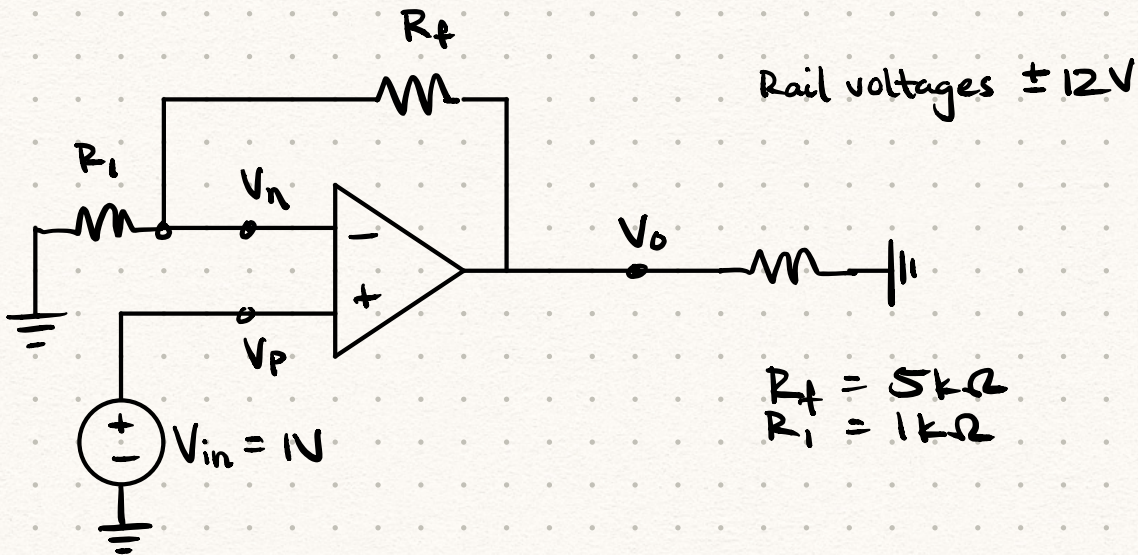 Rf
Rail voltages ± 12V
R1
Vn
−
Vo
+
Vp
+
−
Vin = 1V
Rf = 5kΩ
R1 = 1kΩ